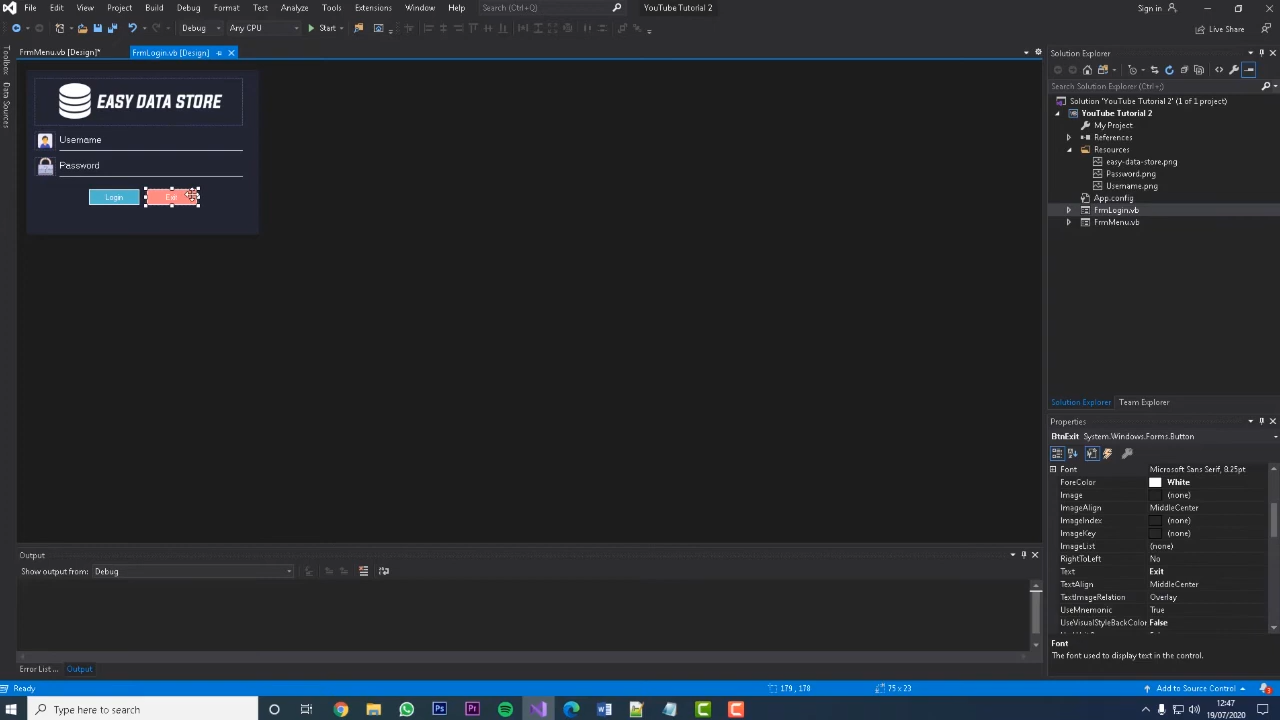 File Edit View Project Build Debug Format Test Analyze Tools Extensions Window Help Search (Ctrl+;) YouTube Tutorial 2 Sign in
Debug Any CPU Start Live Share
FrmMenu.vb [Design]* FrmLogin.vb [Design]
Toolbox
Data Sources
EASY DATA STORE
Username
Password
Login Exit
Solution Explorer
Search Solution Explorer (Ctrl+;)
Solution 'YouTube Tutorial 2' (1 of 1 project)
YouTube Tutorial 2
My Project
References
Resources
easy-data-store.png
Password.png
Username.png
App.config
FrmLogin.vb
FrmMenu.vb
Solution Explorer Team Explorer
Properties
BtnExit System.Windows.Forms.Button
Font Microsoft Sans Serif, 8.25pt
ForeColor White
Image (none)
ImageAlign MiddleCenter
ImageIndex (none)
ImageKey (none)
ImageList (none)
RightToLeft No
Text Exit
TextAlign MiddleCenter
TextImageRelation Overlay
UseMnemonic True
UseVisualStyleBackColor False
Font
The font used to display text in the control.
Output
Show output from: Debug
Error List ... Output
Ready 179 , 178 75 x 23 Add to Source Control
Type here to search
12:47
19/07/2020